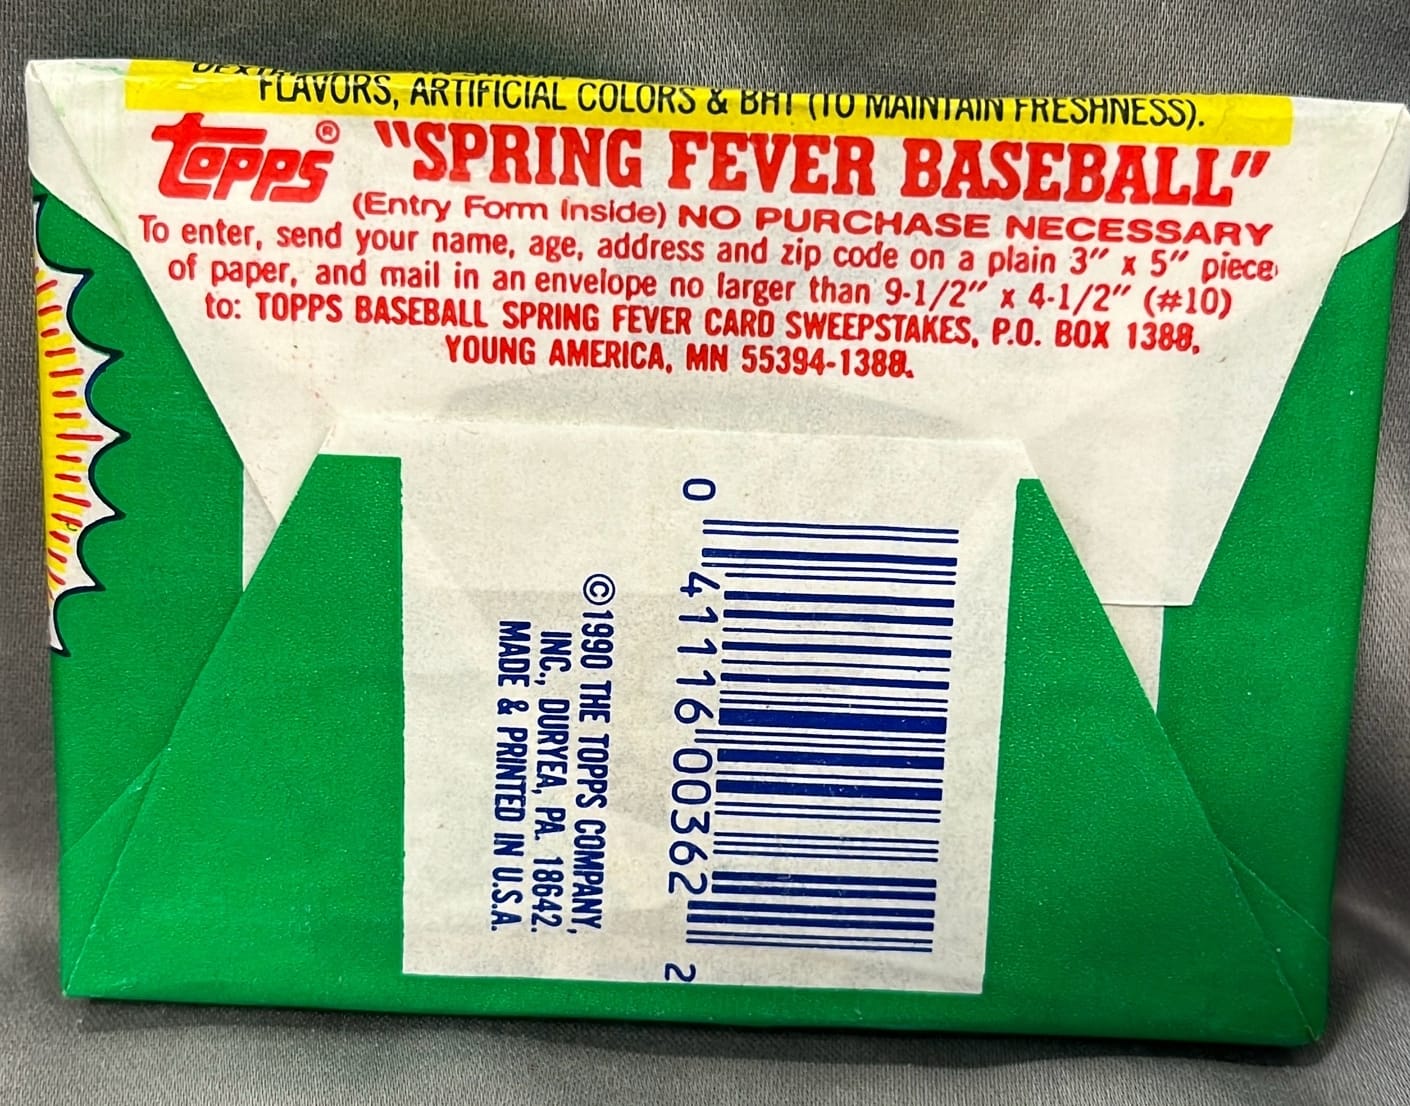 FLAVORS, ARTIFICIAL COLORS & BHT (TO MAINTAIN FRESHNESS).
Topps® "SPRING FEVER BASEBALL"
(Entry Form Inside) NO PURCHASE NECESSARY
To enter, send your name, age, address and zip code on a plain 3" x 5" piece
of paper, and mail in an envelope no larger than 9-1/2" x 4-1/2" (#10)
to: TOPPS BASEBALL SPRING FEVER CARD SWEEPSTAKES, P.O. BOX 1388,
YOUNG AMERICA, MN 55394-1388.
0 41116 00362 2
©1990 THE TOPPS COMPANY,
INC., DURYEA, PA. 18642.
MADE & PRINTED IN U.S.A.